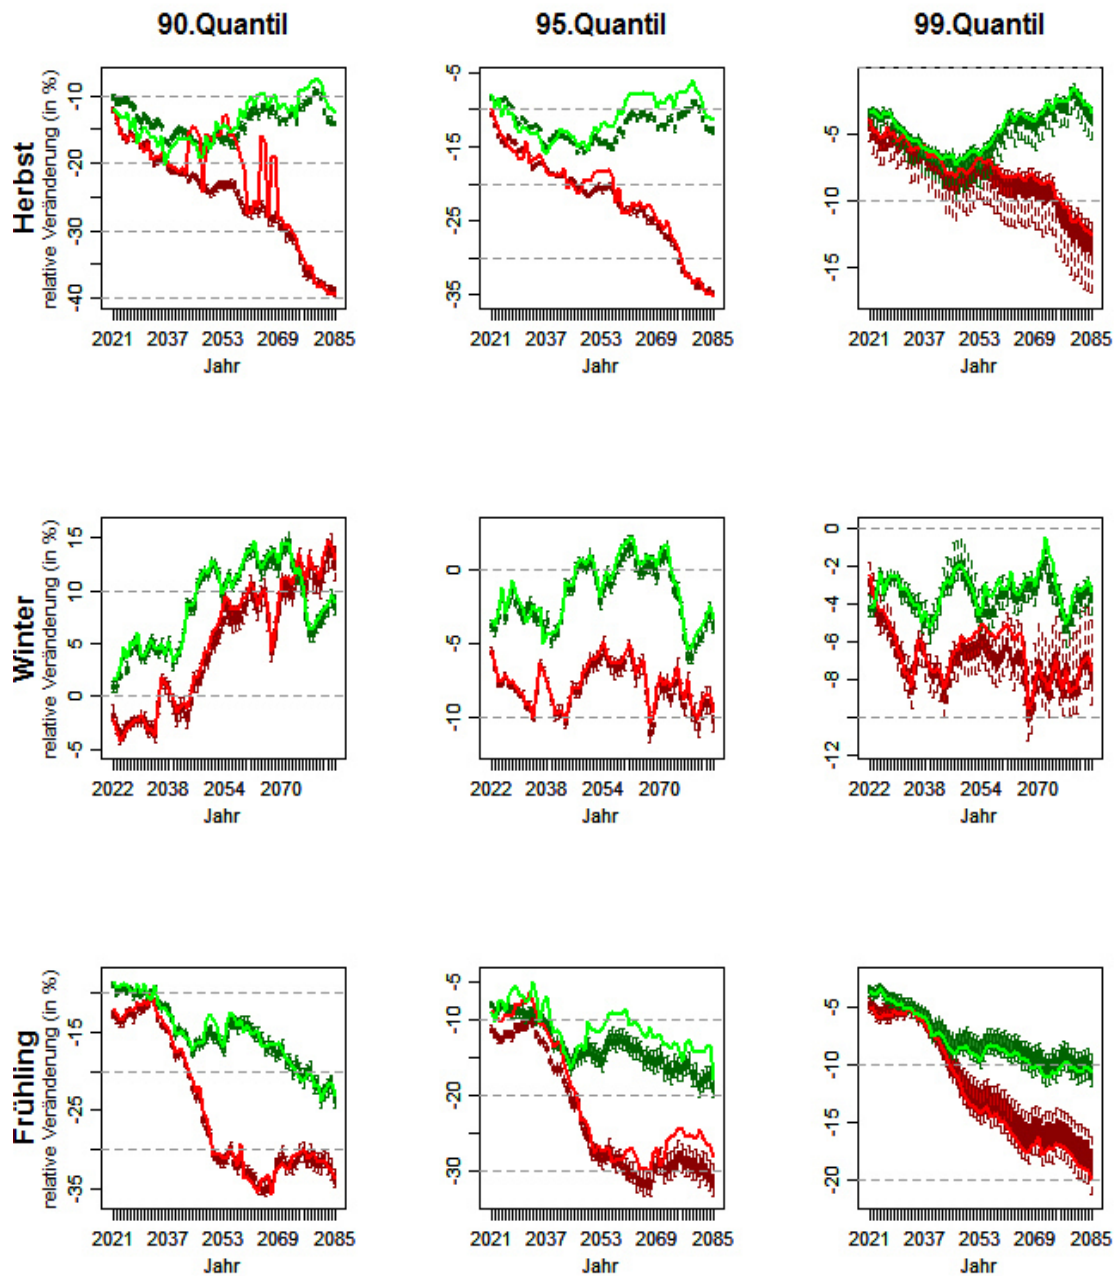 90.Quantil 95.Quantil 99.Quantil
Herbst
relative Veränderung (in %)
-10 -20 -30 -40
-5 -15 -25 -35
-5 -10 -15
2021 2037 2053 2069 2085 2021 2037 2053 2069 2085 2021 2037 2053 2069 2085
Jahr Jahr Jahr
Winter
relative Veränderung (in %)
15 10 5 0 -5
0 -5 -10
0 -2 -4 -6 -8 -12
2022 2038 2054 2070 2022 2038 2054 2070 2022 2038 2054 2070
Jahr Jahr Jahr
Frühling
relative Veränderung (in %)
-15 -25 -35
-5 -10 -20 -30
-5 -10 -15 -20
2021 2037 2053 2069 2085 2021 2037 2053 2069 2085 2021 2037 2053 2069 2085
Jahr Jahr Jahr